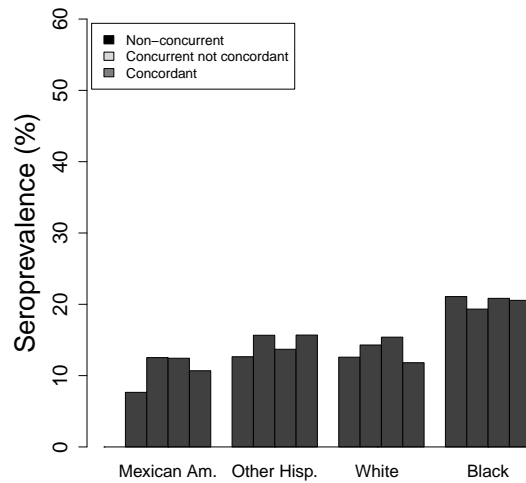 60
50
40
30
20
10
0
Seroprevalence (%)
Non−concurrent
Concurrent not concordant
Concordant
Mexican Am. Other Hisp. White Black